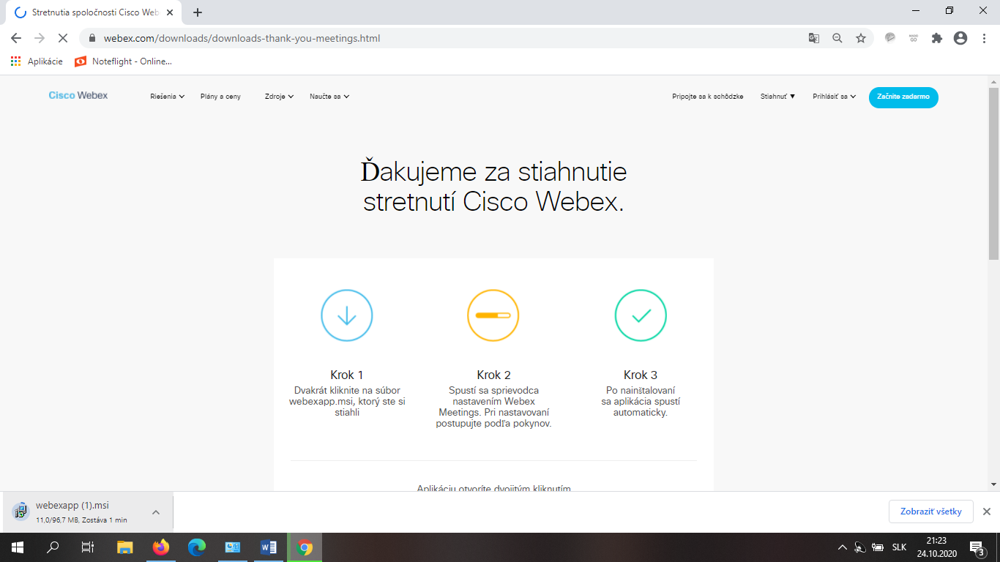 Stretnutia spoločnosti Cisco Web
webex.com/downloads/downloads-thank-you-meetings.html
Aplikácie
Noteflight - Online...
Cisco Webex
Riešenia
Plány a ceny
Zdroje
Naučte sa
Pripojte sa k schôdzke
Stiahnuť
Prihlásiť sa
Začnite zadarmo
Ďakujeme za stiahnutie
stretnutí Cisco Webex.
Krok 1
Dvakrát kliknite na súbor
webexapp.msi, ktorý ste si
stiahli
Krok 2
Spustí sa sprievodca
nastavením Webex
Meetings. Pri nastavovaní
postupujte podľa pokynov.
Krok 3
Po nainštalovaní
sa aplikácia spustí
automaticky.
Aplikáciu otvoríte dvojitým kliknutím
webexapp (1).msi
11,0/96,7 MB, Zostáva 1 min
Zobraziť všetky
SLK
21:23
24.10.2020
3